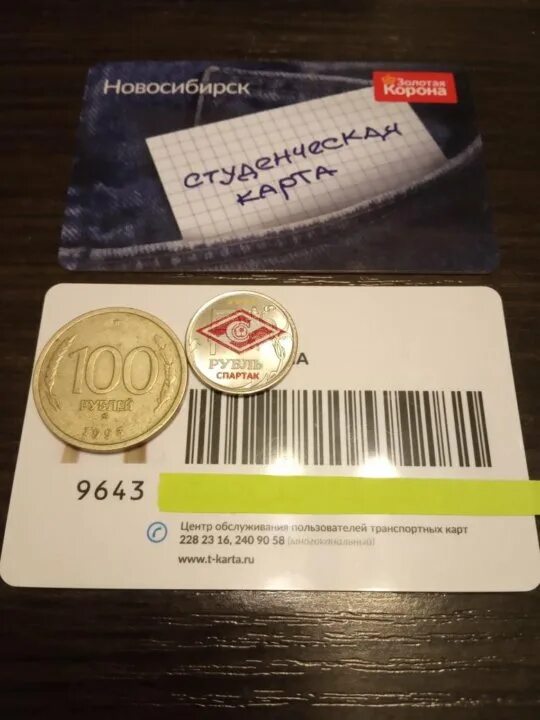 Новосибирск
Золотая
Корона
студенческая
карта
100
РУБЛЕЙ
РУБЛЬ
СПАРТАК
9643
Центр обслуживания пользователей транспортных карт
228 23 16, 240 90 58 (многоканальный)
www.t-karta.ru